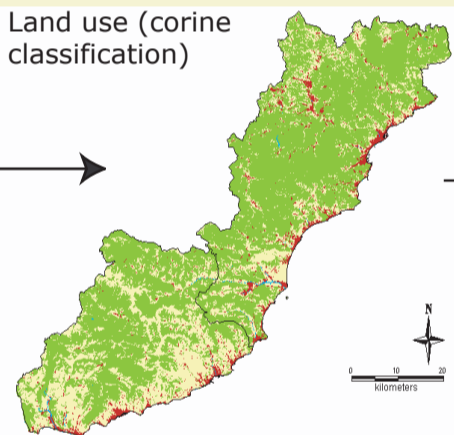 Land use (corine
classification)
N
0 10 20
kilometers